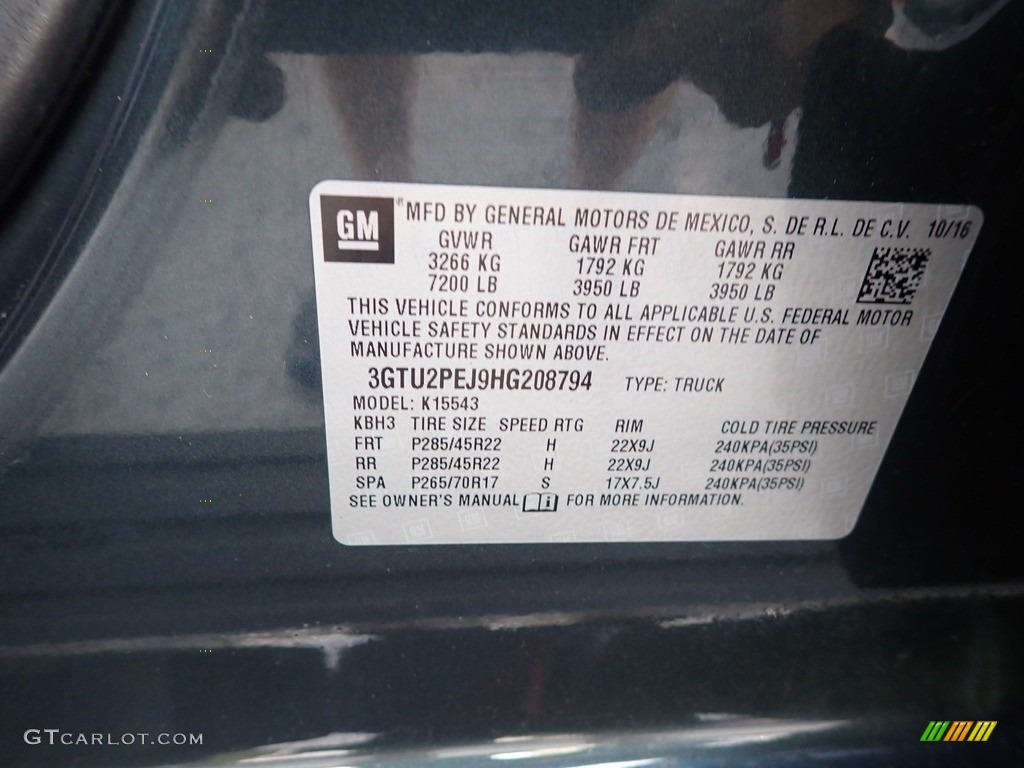 GM ® MFD BY GENERAL MOTORS DE MEXICO, S. DE R.L. DE C.V. 10/16
GVWR GAWR FRT GAWR RR
3266 KG 1792 KG 1792 KG
7200 LB 3950 LB 3950 LB
THIS VEHICLE CONFORMS TO ALL APPLICABLE U.S. FEDERAL MOTOR
VEHICLE SAFETY STANDARDS IN EFFECT ON THE DATE OF
MANUFACTURE SHOWN ABOVE.
3GTU2PEJ9HG208794 TYPE: TRUCK
MODEL: K15543
KBH3 TIRE SIZE SPEED RTG RIM COLD TIRE PRESSURE
FRT P285/45R22 H 22X9J 240KPA(35PSI)
RR P285/45R22 H 22X9J 240KPA(35PSI)
SPA P265/70R17 S 17X7.5J 240KPA(35PSI)
SEE OWNER'S MANUAL i FOR MORE INFORMATION.
GTCARLOT.COM